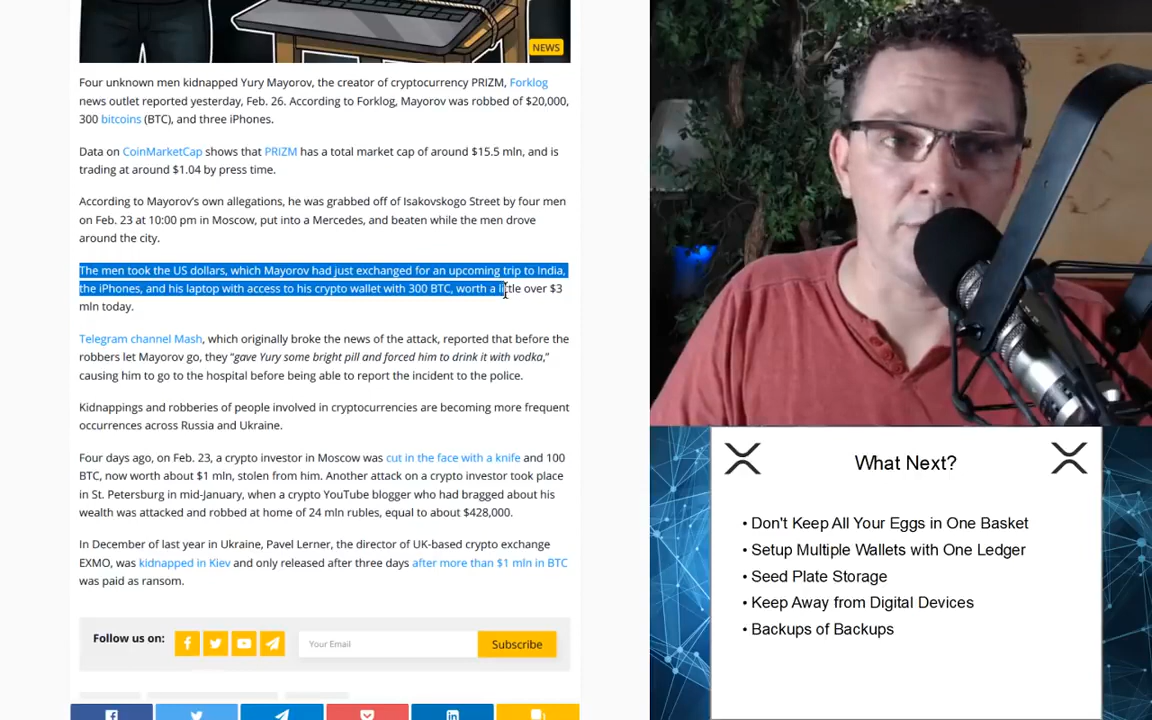 NEWS
Four unknown men kidnapped Yury Mayorov, the creator of cryptocurrency PRIZM, Forklog
news outlet reported yesterday, Feb. 26. According to Forklog, Mayorov was robbed of $20,000,
300 bitcoins (BTC), and three iPhones.
Data on CoinMarketCap shows that PRIZM has a total market cap of around $15.5 mln, and is
trading at around $1.04 by press time.
According to Mayorov’s own allegations, he was grabbed off of Isakovskogo Street by four men
on Feb. 23 at 10:00 pm in Moscow, put into a Mercedes, and beaten while the men drove
around the city.
The men took the US dollars, which Mayorov had just exchanged for an upcoming trip to India,
the iPhones, and his laptop with access to his crypto wallet with 300 BTC, worth a little over $3
mln today.
Telegram channel Mash, which originally broke the news of the attack, reported that before the
robbers let Mayorov go, they “gave Yury some bright pill and forced him to drink it with vodka,”
causing him to go to the hospital before being able to report the incident to the police.
Kidnappings and robberies of people involved in cryptocurrencies are becoming more frequent
occurrences across Russia and Ukraine.
Four days ago, on Feb. 23, a crypto investor in Moscow was cut in the face with a knife and 100
BTC, now worth about $1 mln, stolen from him. Another attack on a crypto investor took place
in St. Petersburg in mid-January, when a crypto YouTube blogger who had bragged about his
wealth was attacked and robbed at home of 24 mln rubles, equal to about $428,000.
In December of last year in Ukraine, Pavel Lerner, the director of UK-based crypto exchange
EXMO, was kidnapped in Kiev and only released after three days after more than $1 mln in BTC
was paid as ransom.
Follow us on:
Your Email
Subscribe
What Next?
• Don't Keep All Your Eggs in One Basket
• Setup Multiple Wallets with One Ledger
• Seed Plate Storage
• Keep Away from Digital Devices
• Backups of Backups